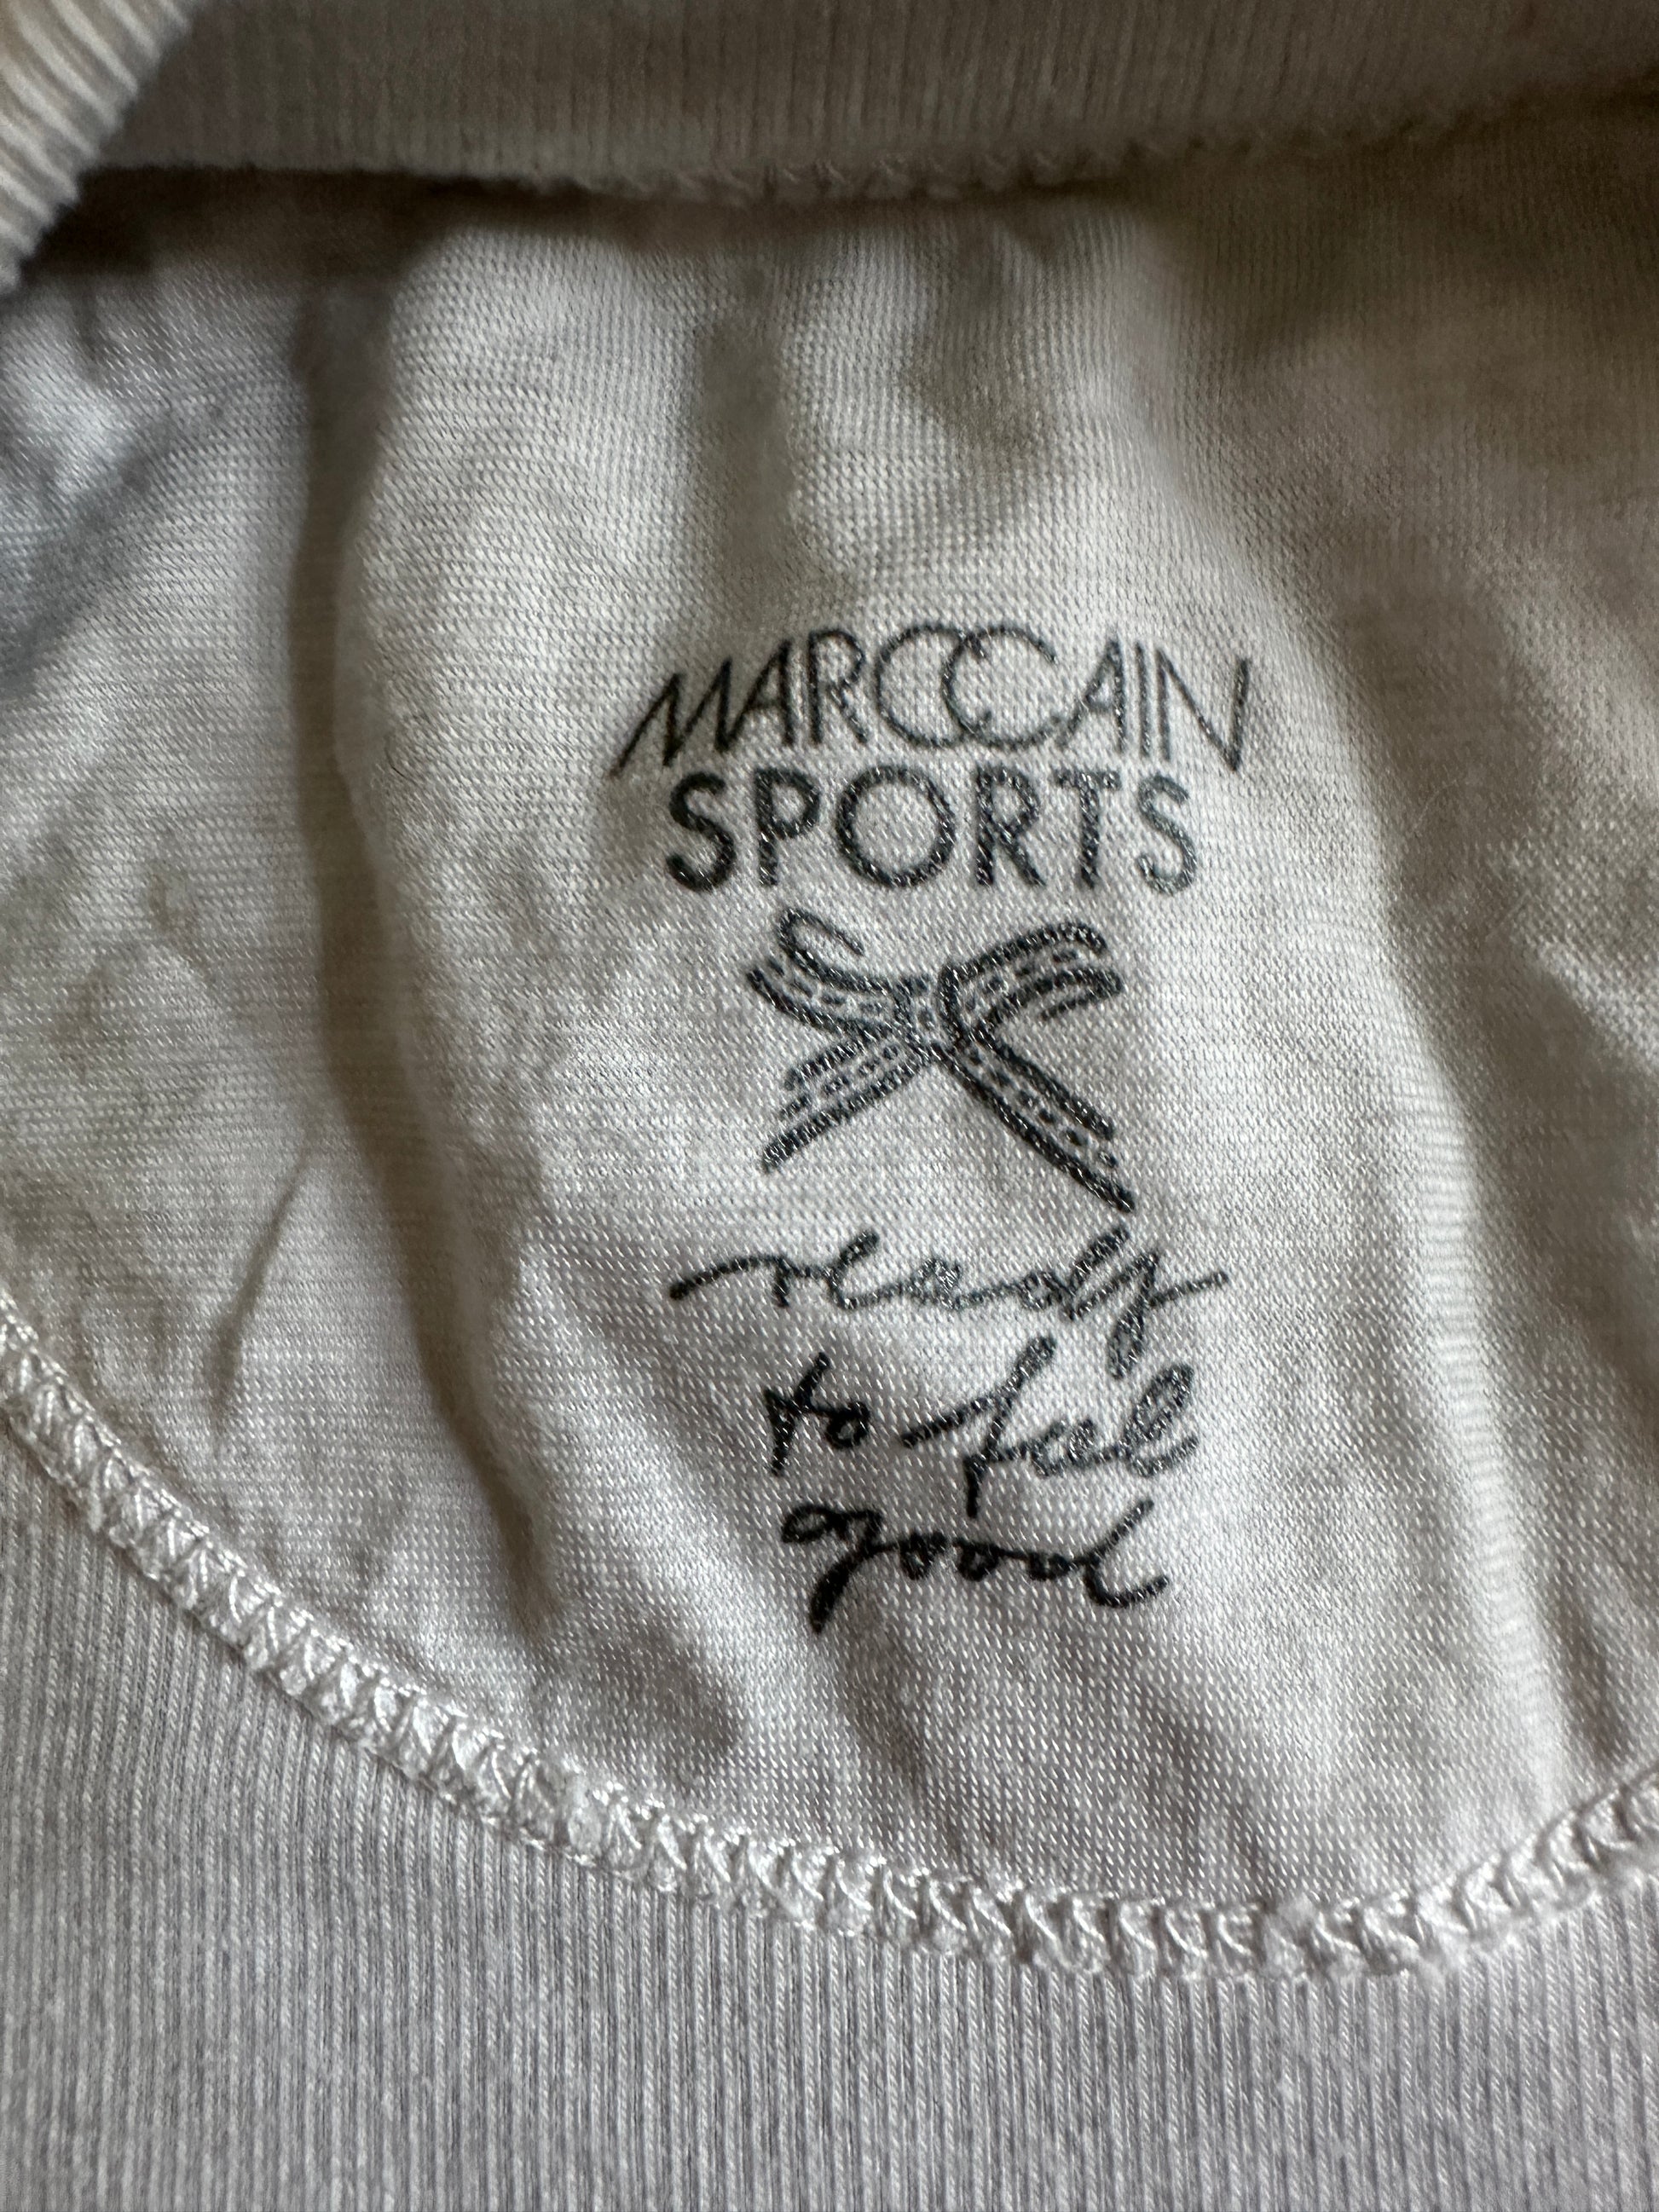 MARCCAIN
SPORTS
ready
to feel
good